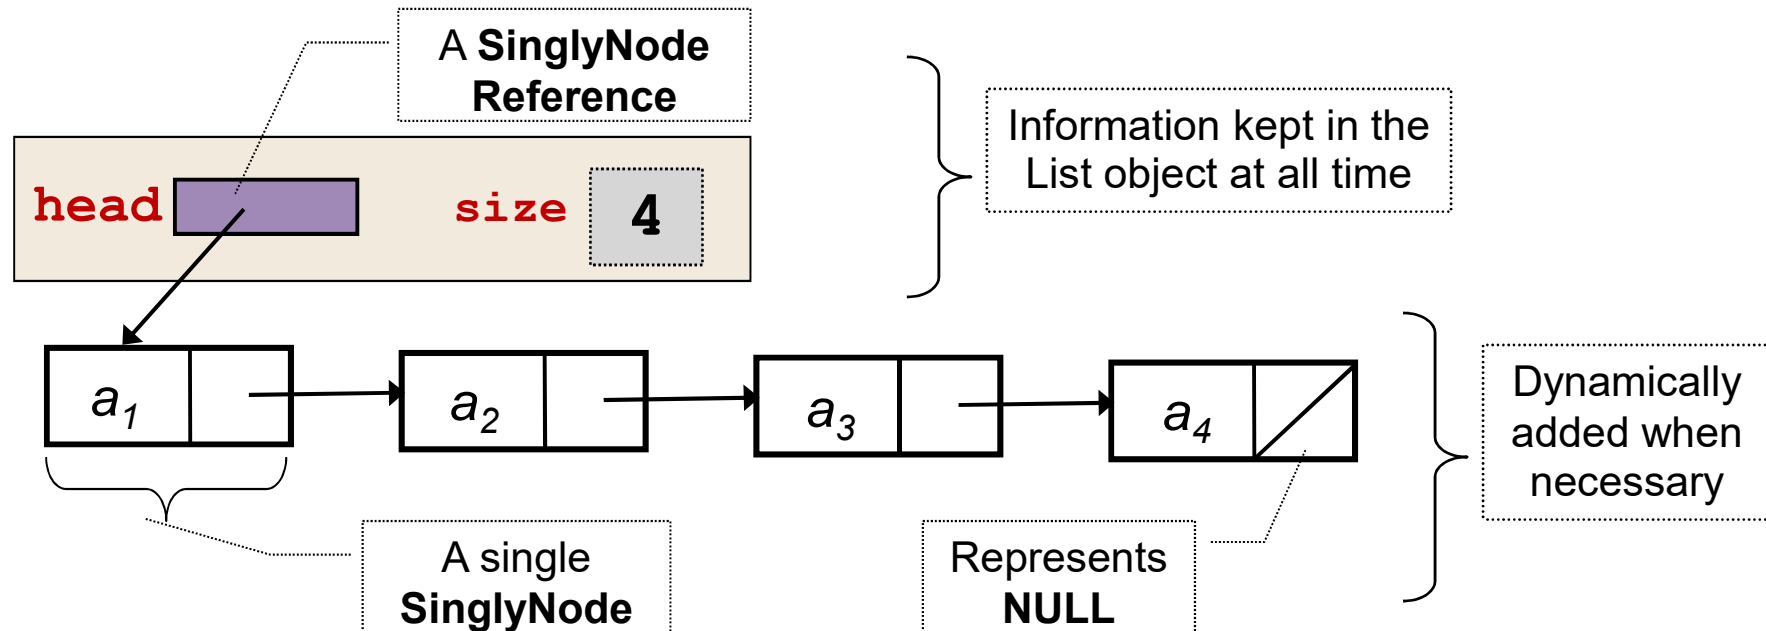 A SinglyNode
Reference
Information kept in the
List object at all time
head
size
4
a1
a2
a3
a4
Dynamically
added when
necessary
A single
SinglyNode
Represents
NULL